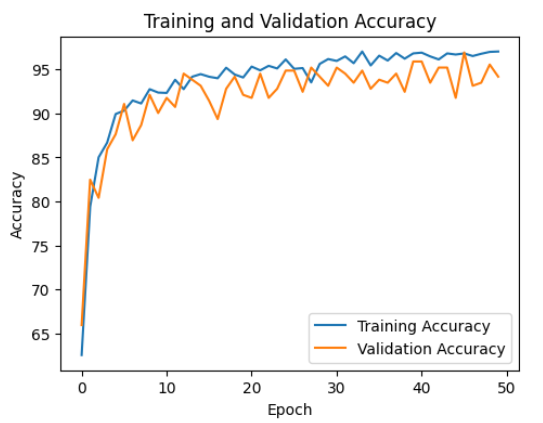 Training and Validation Accuracy
Accuracy
95
90
85
80
75
70
65
0 10 20 30 40 50
Epoch
Training Accuracy
Validation Accuracy